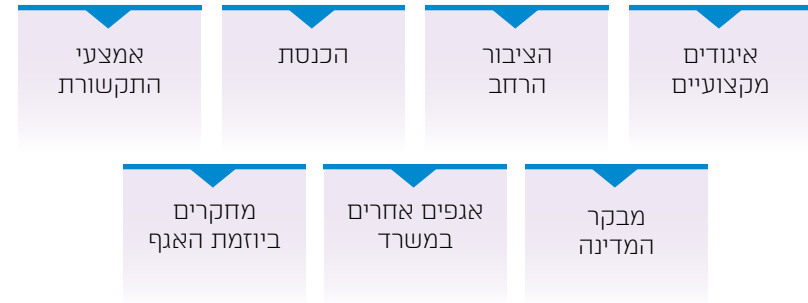 איגודים
מקצועיים
הציבור
הרחב
הכנסת
אמצעי
התקשורת
מבקר
המדינה
אגפים אחרים
במשרד
מחקרים
ביוזמת האגף